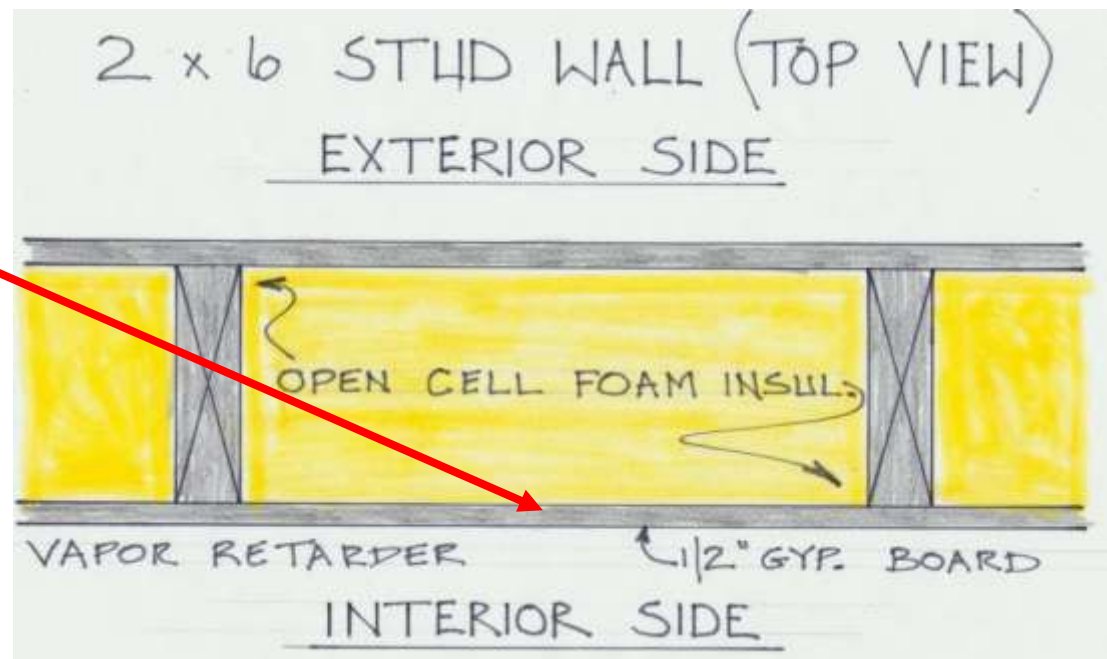 2 x 6 STUD WALL (TOP VIEW)
EXTERIOR SIDE
OPEN CELL FOAM INSUL.
VAPOR RETARDER
1/2" GYP. BOARD
INTERIOR SIDE